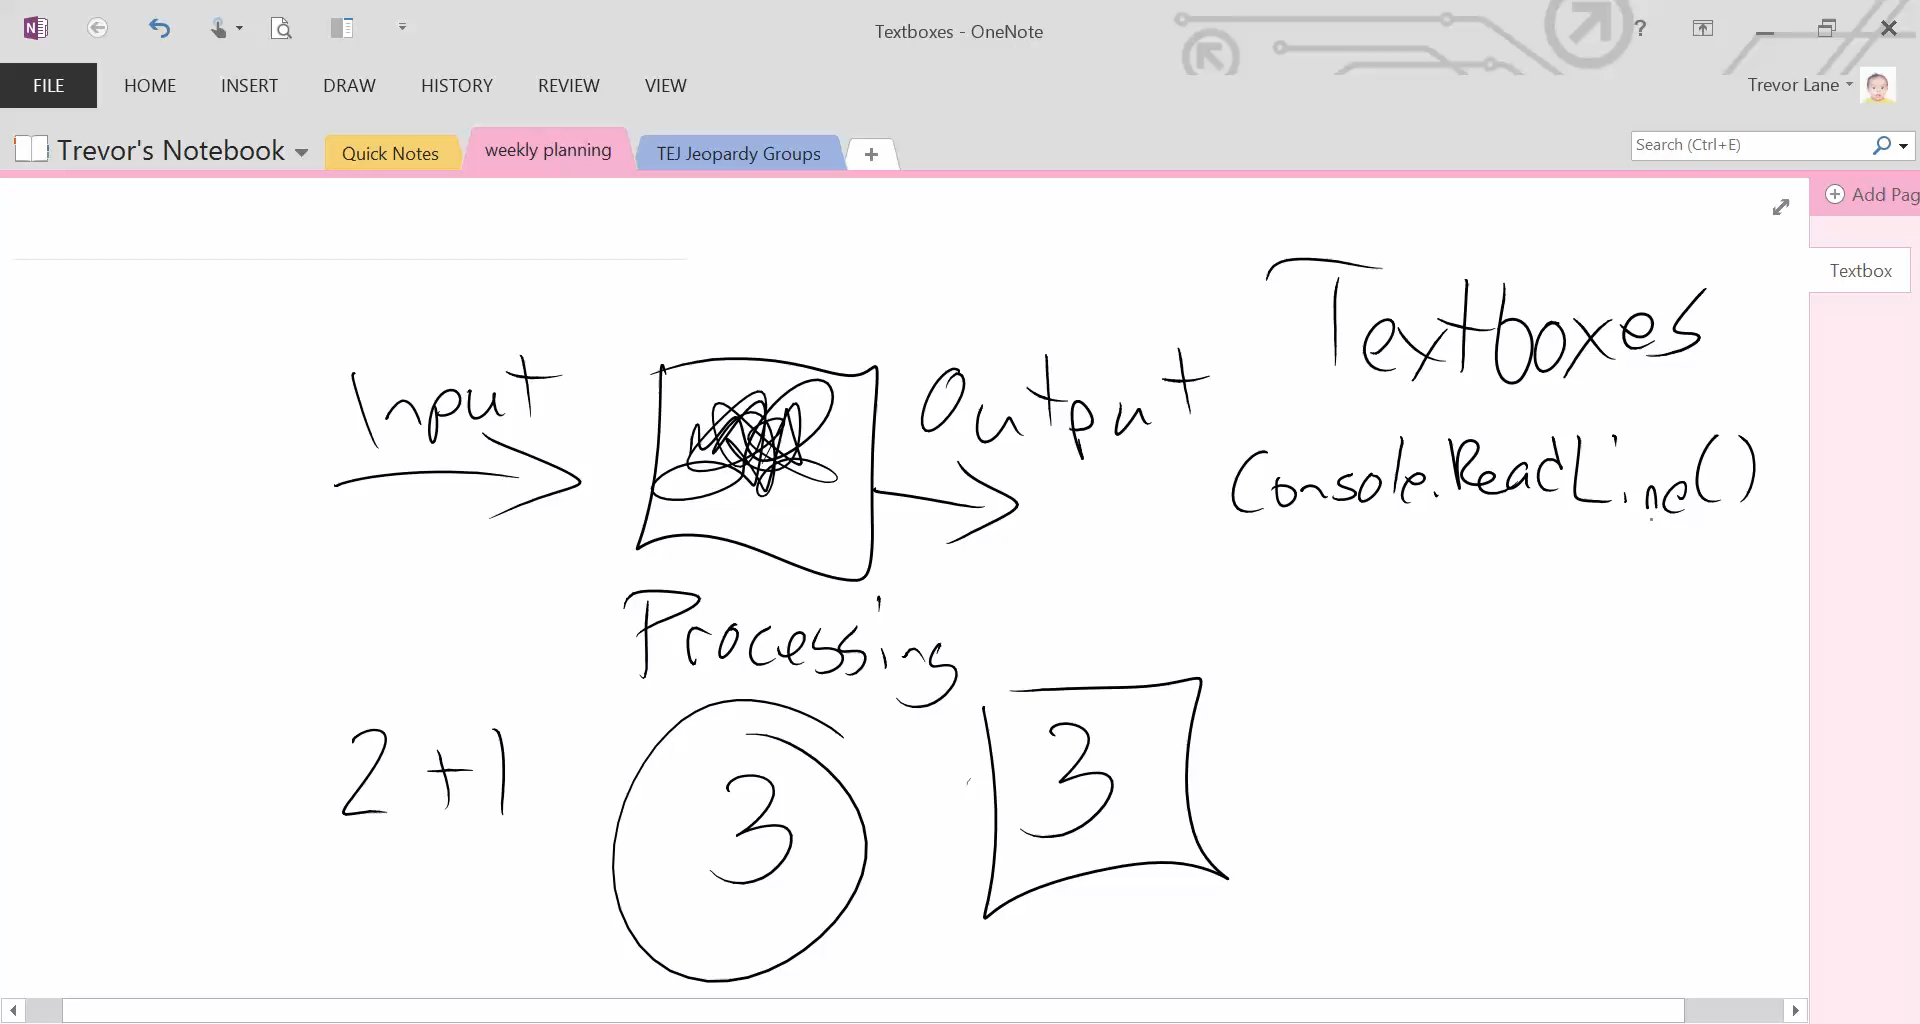 Textboxes - OneNote
?
FILE HOME INSERT DRAW HISTORY REVIEW VIEW
Trevor Lane
Trevor's Notebook
Quick Notes
weekly planning
TEJ Jeopardy Groups
+
Search (Ctrl+E)
Add Pag
Textbox
Textboxes
Input
Output
Console.ReadLine()
Processing
2 + 1
3
3